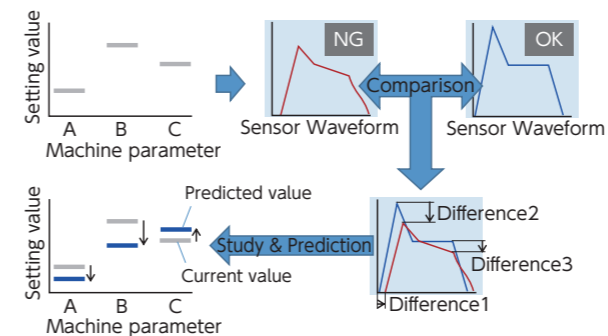 Setting value
A B C
Machine parameter
NG
Sensor Waveform
Comparison
OK
Sensor Waveform
Difference2
Difference3
Difference1
Study & Prediction
Predicted value
Current value
Setting value
A B C
Machine parameter